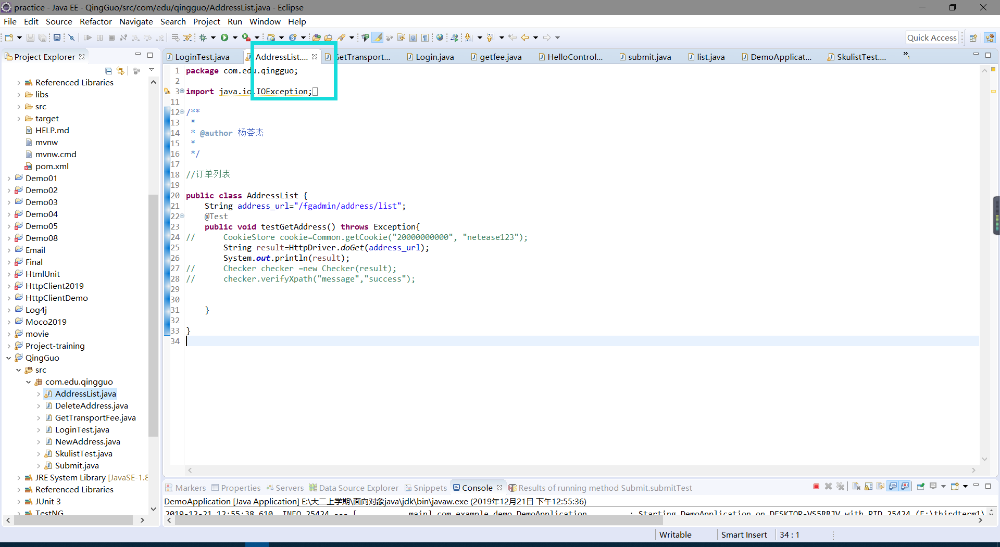 practice - Java EE - QingGuo/src/com/edu/qingguo/AddressList.java - Eclipse
File Edit Source Refactor Navigate Search Project Run Window Help
Quick Access
Project Explorer
LoginTest.java AddressList.... GetTransport... Login.java getfee.java HelloControl... submit.java list.java DemoApplicat... SkulistTest....
Referenced Libraries
libs
src
target
HELP.md
mvnw
mvnw.cmd
pom.xml
Demo01
Demo02
Demo03
Demo04
Demo05
Demo08
Email
Final
HtmlUnit
HttpClient2019
HttpClientDemo
Log4j
Moco2019
movie
Project-training
QingGuo
src
com.edu.qingguo
AddressList.java
DeleteAddress.java
GetTransportFee.java
LoginTest.java
NewAddress.java
SkulistTest.java
Submit.java
JRE System Library [JavaSE-1.8
Referenced Libraries
JUnit 3
TestNG
1 package com.edu.qingguo;
2
3 import java.io.IOException;
11
12 /**
13 *
14 * @author 杨荟杰
15 *
16 */
17
18 //订单列表
19
20 public class AddressList {
21 String address_url="/fgadmin/address/list";
22 @Test
23 public void testGetAddress() throws Exception{
24 // CookieStore cookie=Common.getCookie("20000000000", "netease123");
25 String result=HttpDriver.doGet(address_url);
26 System.out.println(result);
27 // Checker checker =new Checker(result);
28 // checker.verifyXpath("message","success");
29
30
31 }
32
33 }
34
Markers Properties Servers Data Source Explorer Snippets Console Results of running method Submit.submitTest
DemoApplication [Java Application] E:\大二上学期\面向对象java\jdk\bin\javaw.exe (2019年12月21日 下午12:55:36)
2019-12-21 12:55:38.610 INFO 25424 --- [ main] com.example.demo.DemoApplication : Starting DemoApplication on DESKTOP-VS5RRJV with PID 25424 (E:\thirdterm1\
Writable Smart Insert 34 : 1